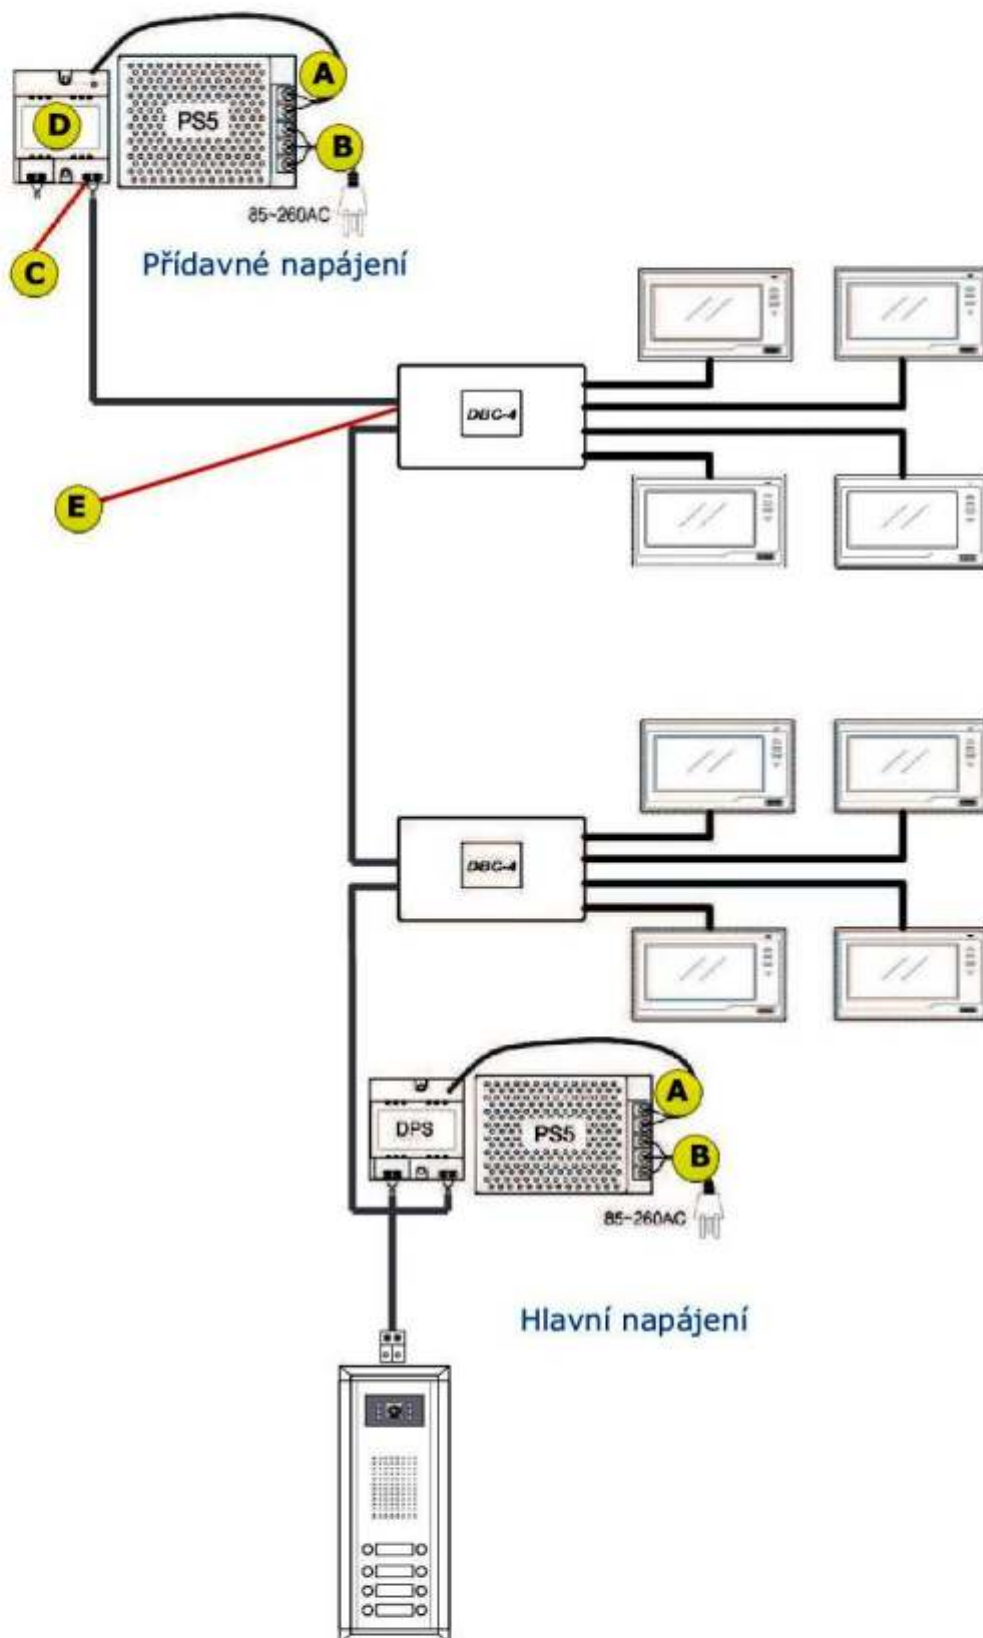 A
D
PS5
B
85~260AC
C
Přídavné napájení
DBC-4
E
DBC-4
A
DPS
PS5
B
85~260AC
Hlavní napájení